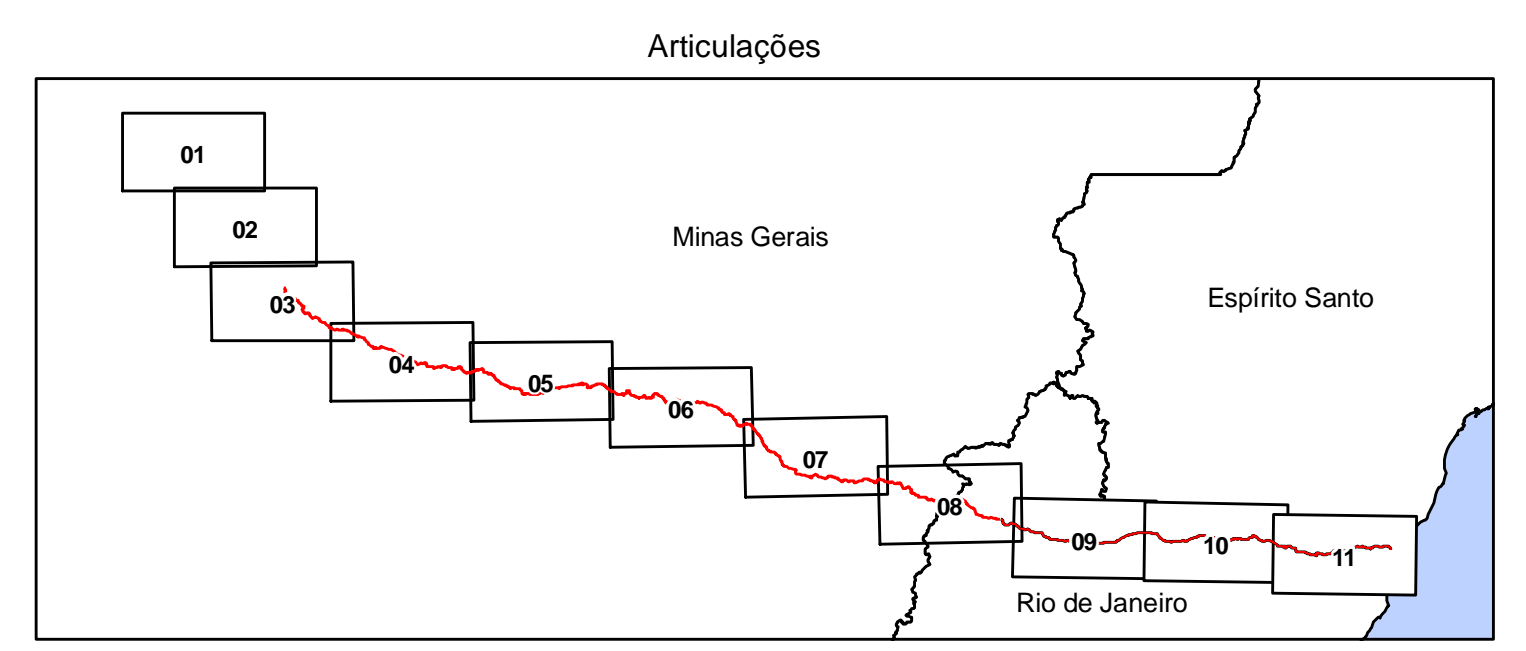 Articulações
01
02
Minas Gerais
Espírito Santo
03
04
05
06
07
08
09
10
11
Rio de Janeiro